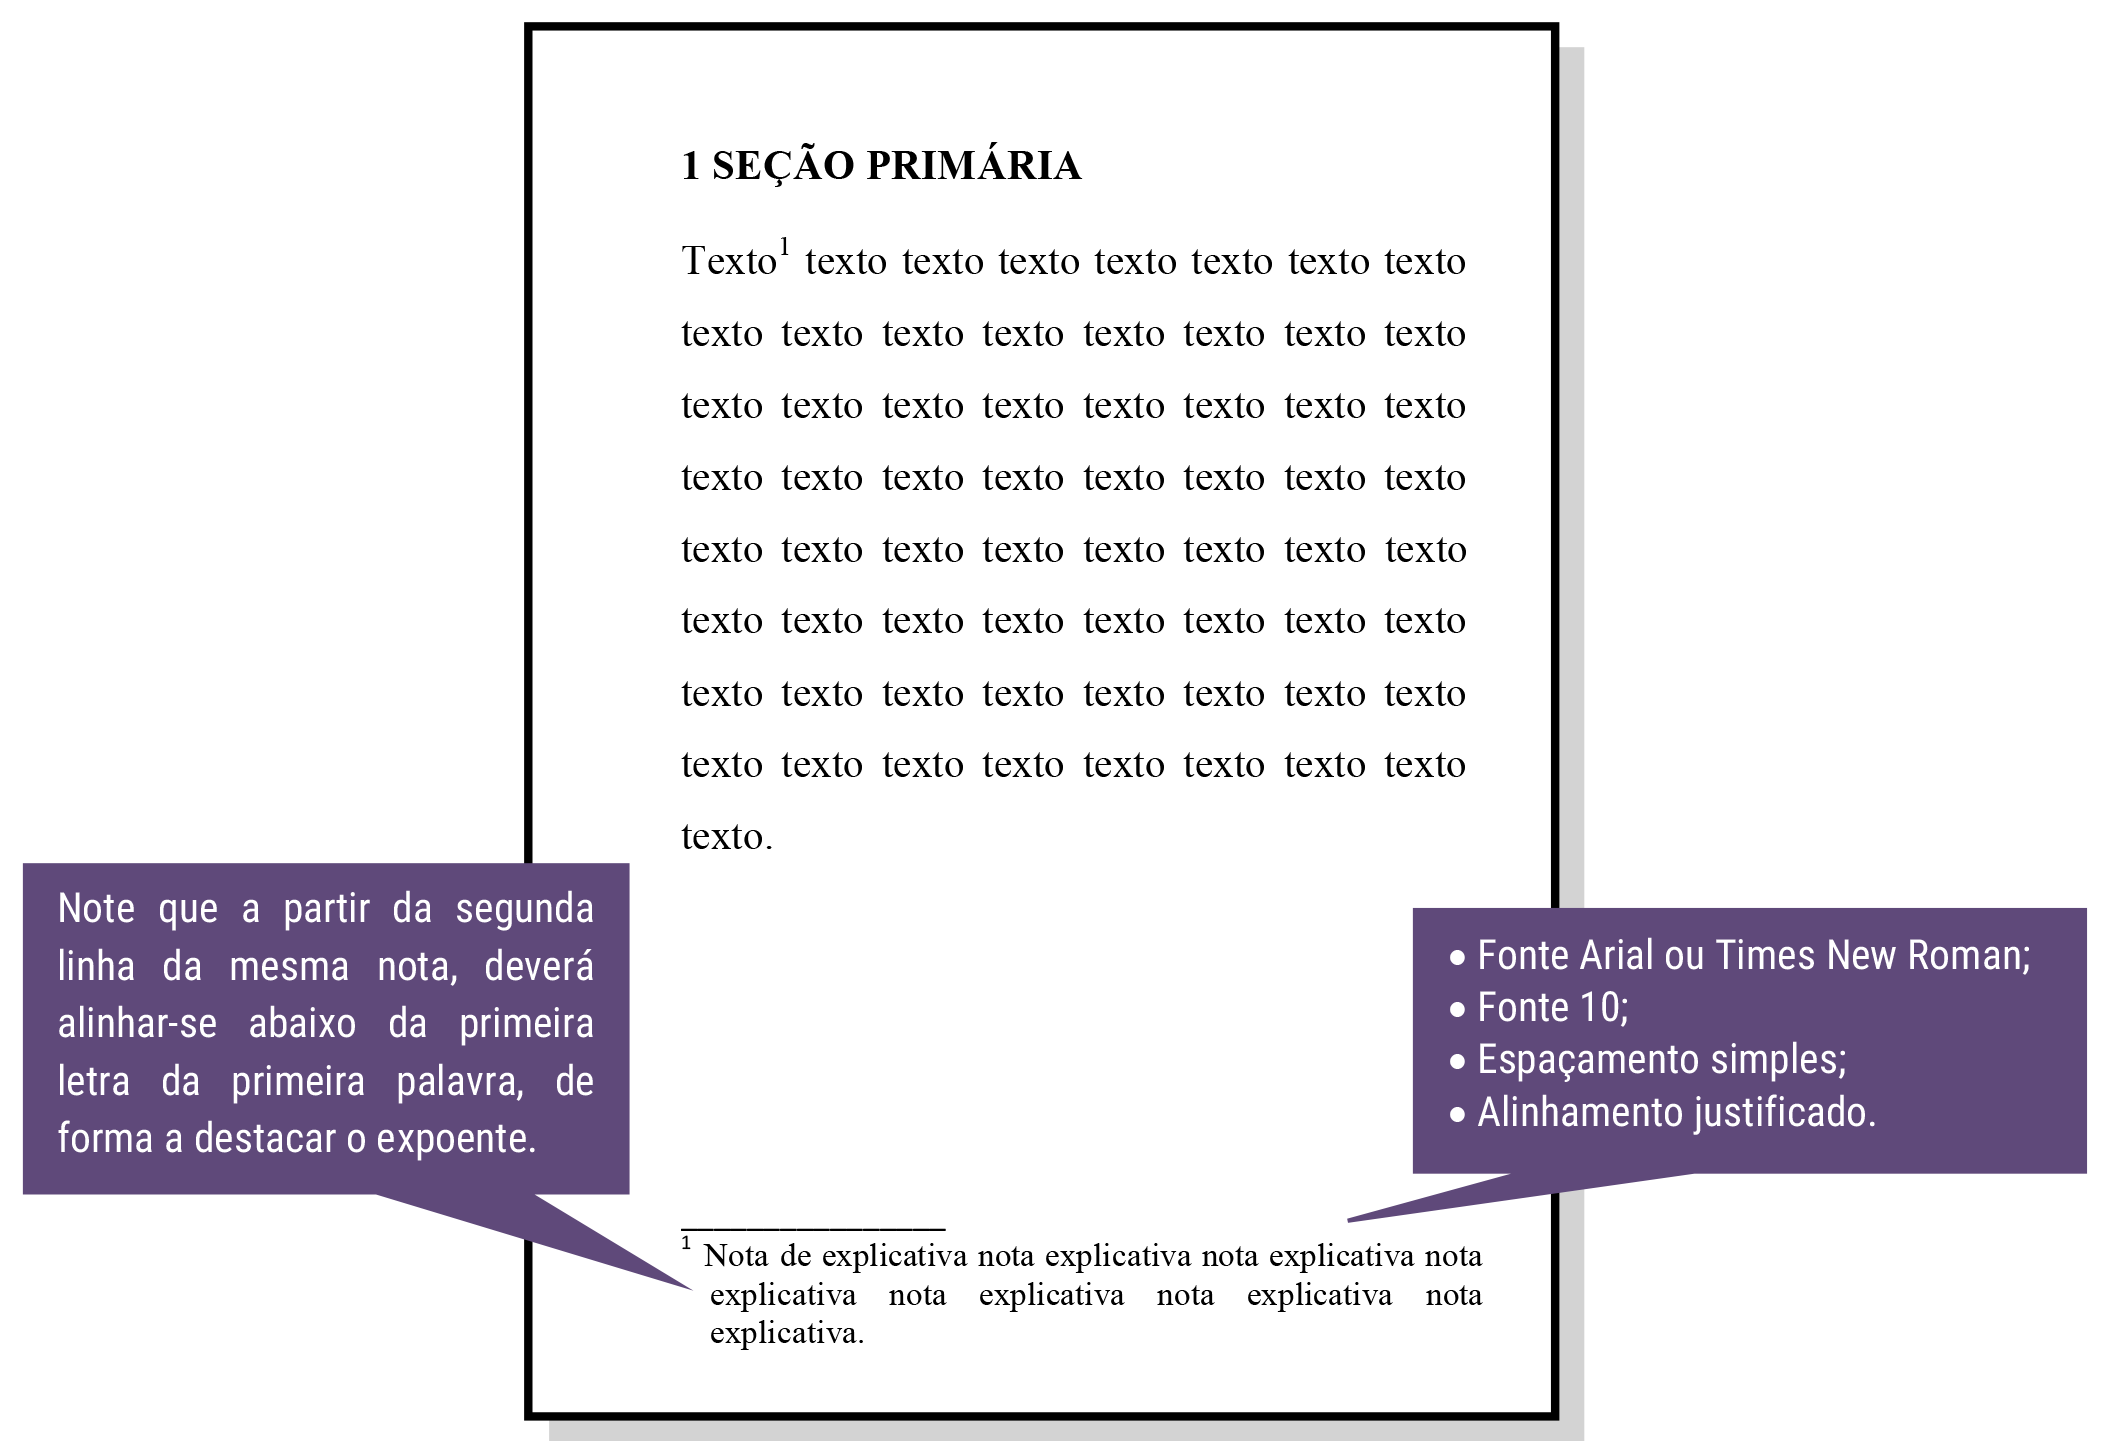 1 SEÇÃO PRIMÁRIA
Texto1 texto texto texto texto texto texto texto
texto texto texto texto texto texto texto texto
texto texto texto texto texto texto texto texto
texto texto texto texto texto texto texto texto
texto texto texto texto texto texto texto texto
texto texto texto texto texto texto texto texto
texto texto texto texto texto texto texto texto
texto texto texto texto texto texto texto texto
texto.
Note que a partir da segunda
linha da mesma nota, deverá
alinhar-se abaixo da primeira
letra da primeira palavra, de
forma a destacar o expoente.
• Fonte Arial ou Times New Roman;
• Fonte 10;
• Espaçamento simples;
• Alinhamento justificado.
1 Nota de explicativa nota explicativa nota explicativa nota
explicativa nota explicativa nota explicativa nota
explicativa.